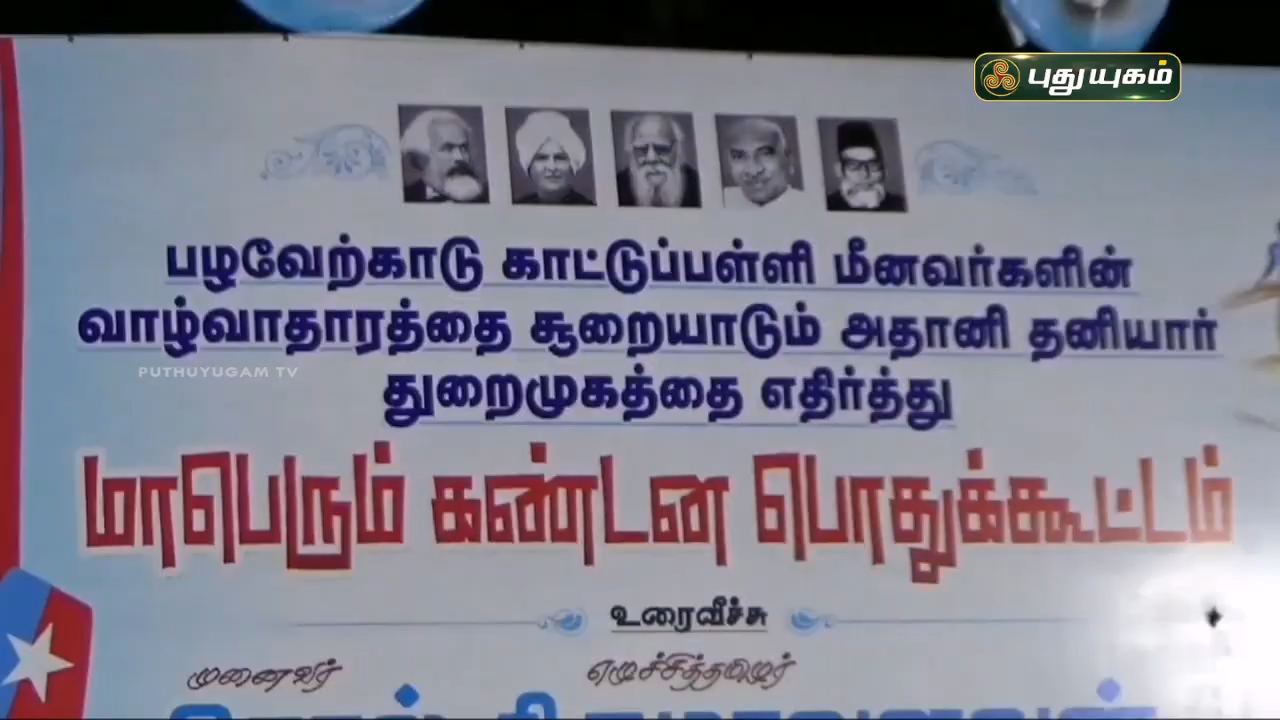 புதுயுகம்
பழவேற்காடு காட்டுப்பள்ளி மீனவர்களின்
வாழ்வாதாரத்தை சூறையாடும் அதானி தனியார்
PUTHUYUGAM TV
துறைமுகத்தை எதிர்த்து
மாபெரும் கண்டன பொதுக்கூட்டம்
உரைவீச்சு
முனைவர் எழுச்சித்தமிழர்